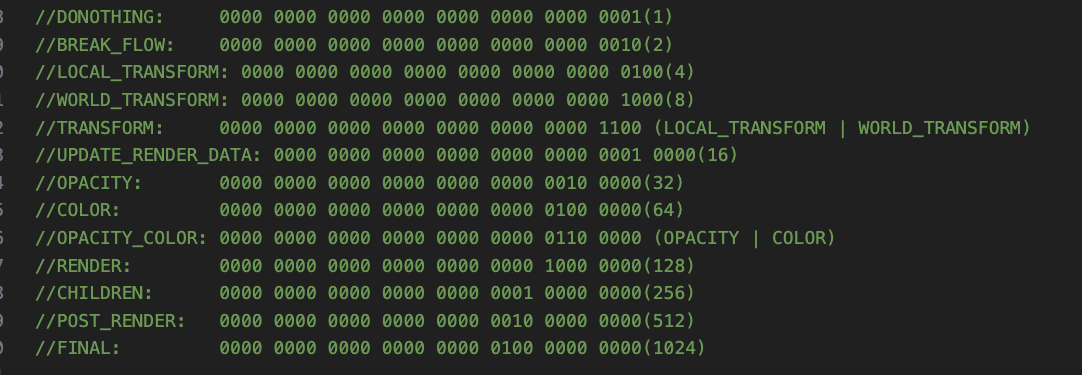 //DONOTHING:     0000 0000 0000 0000 0000 0000 0000 0001(1)
//BREAK_FLOW:    0000 0000 0000 0000 0000 0000 0000 0010(2)
//LOCAL_TRANSFORM: 0000 0000 0000 0000 0000 0000 0000 0100(4)
//WORLD_TRANSFORM: 0000 0000 0000 0000 0000 0000 0000 1000(8)
//TRANSFORM:     0000 0000 0000 0000 0000 0000 0000 1100 (LOCAL_TRANSFORM | WORLD_TRANSFORM)
//UPDATE_RENDER_DATA: 0000 0000 0000 0000 0000 0000 0001 0000(16)
//OPACITY:       0000 0000 0000 0000 0000 0000 0010 0000(32)
//COLOR:         0000 0000 0000 0000 0000 0000 0100 0000(64)
//OPACITY_COLOR: 0000 0000 0000 0000 0000 0000 0110 0000 (OPACITY | COLOR)
//RENDER:        0000 0000 0000 0000 0000 0000 1000 0000(128)
//CHILDREN:      0000 0000 0000 0000 0000 0001 0000 0000(256)
//POST_RENDER:   0000 0000 0000 0000 0000 0010 0000 0000(512)
//FINAL:         0000 0000 0000 0000 0000 0100 0000 0000(1024)